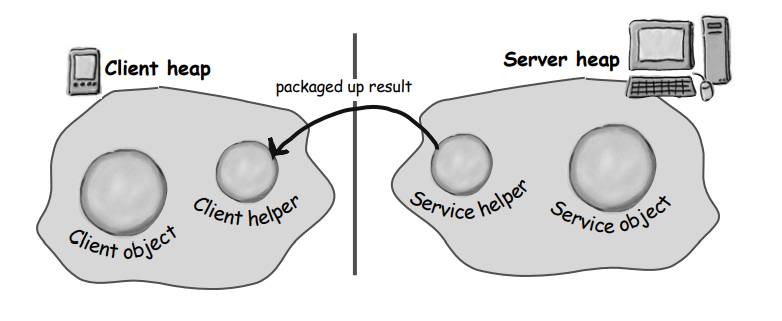 Client heap
Server heap
packaged up result
Client object
Client helper
Service helper
Service object